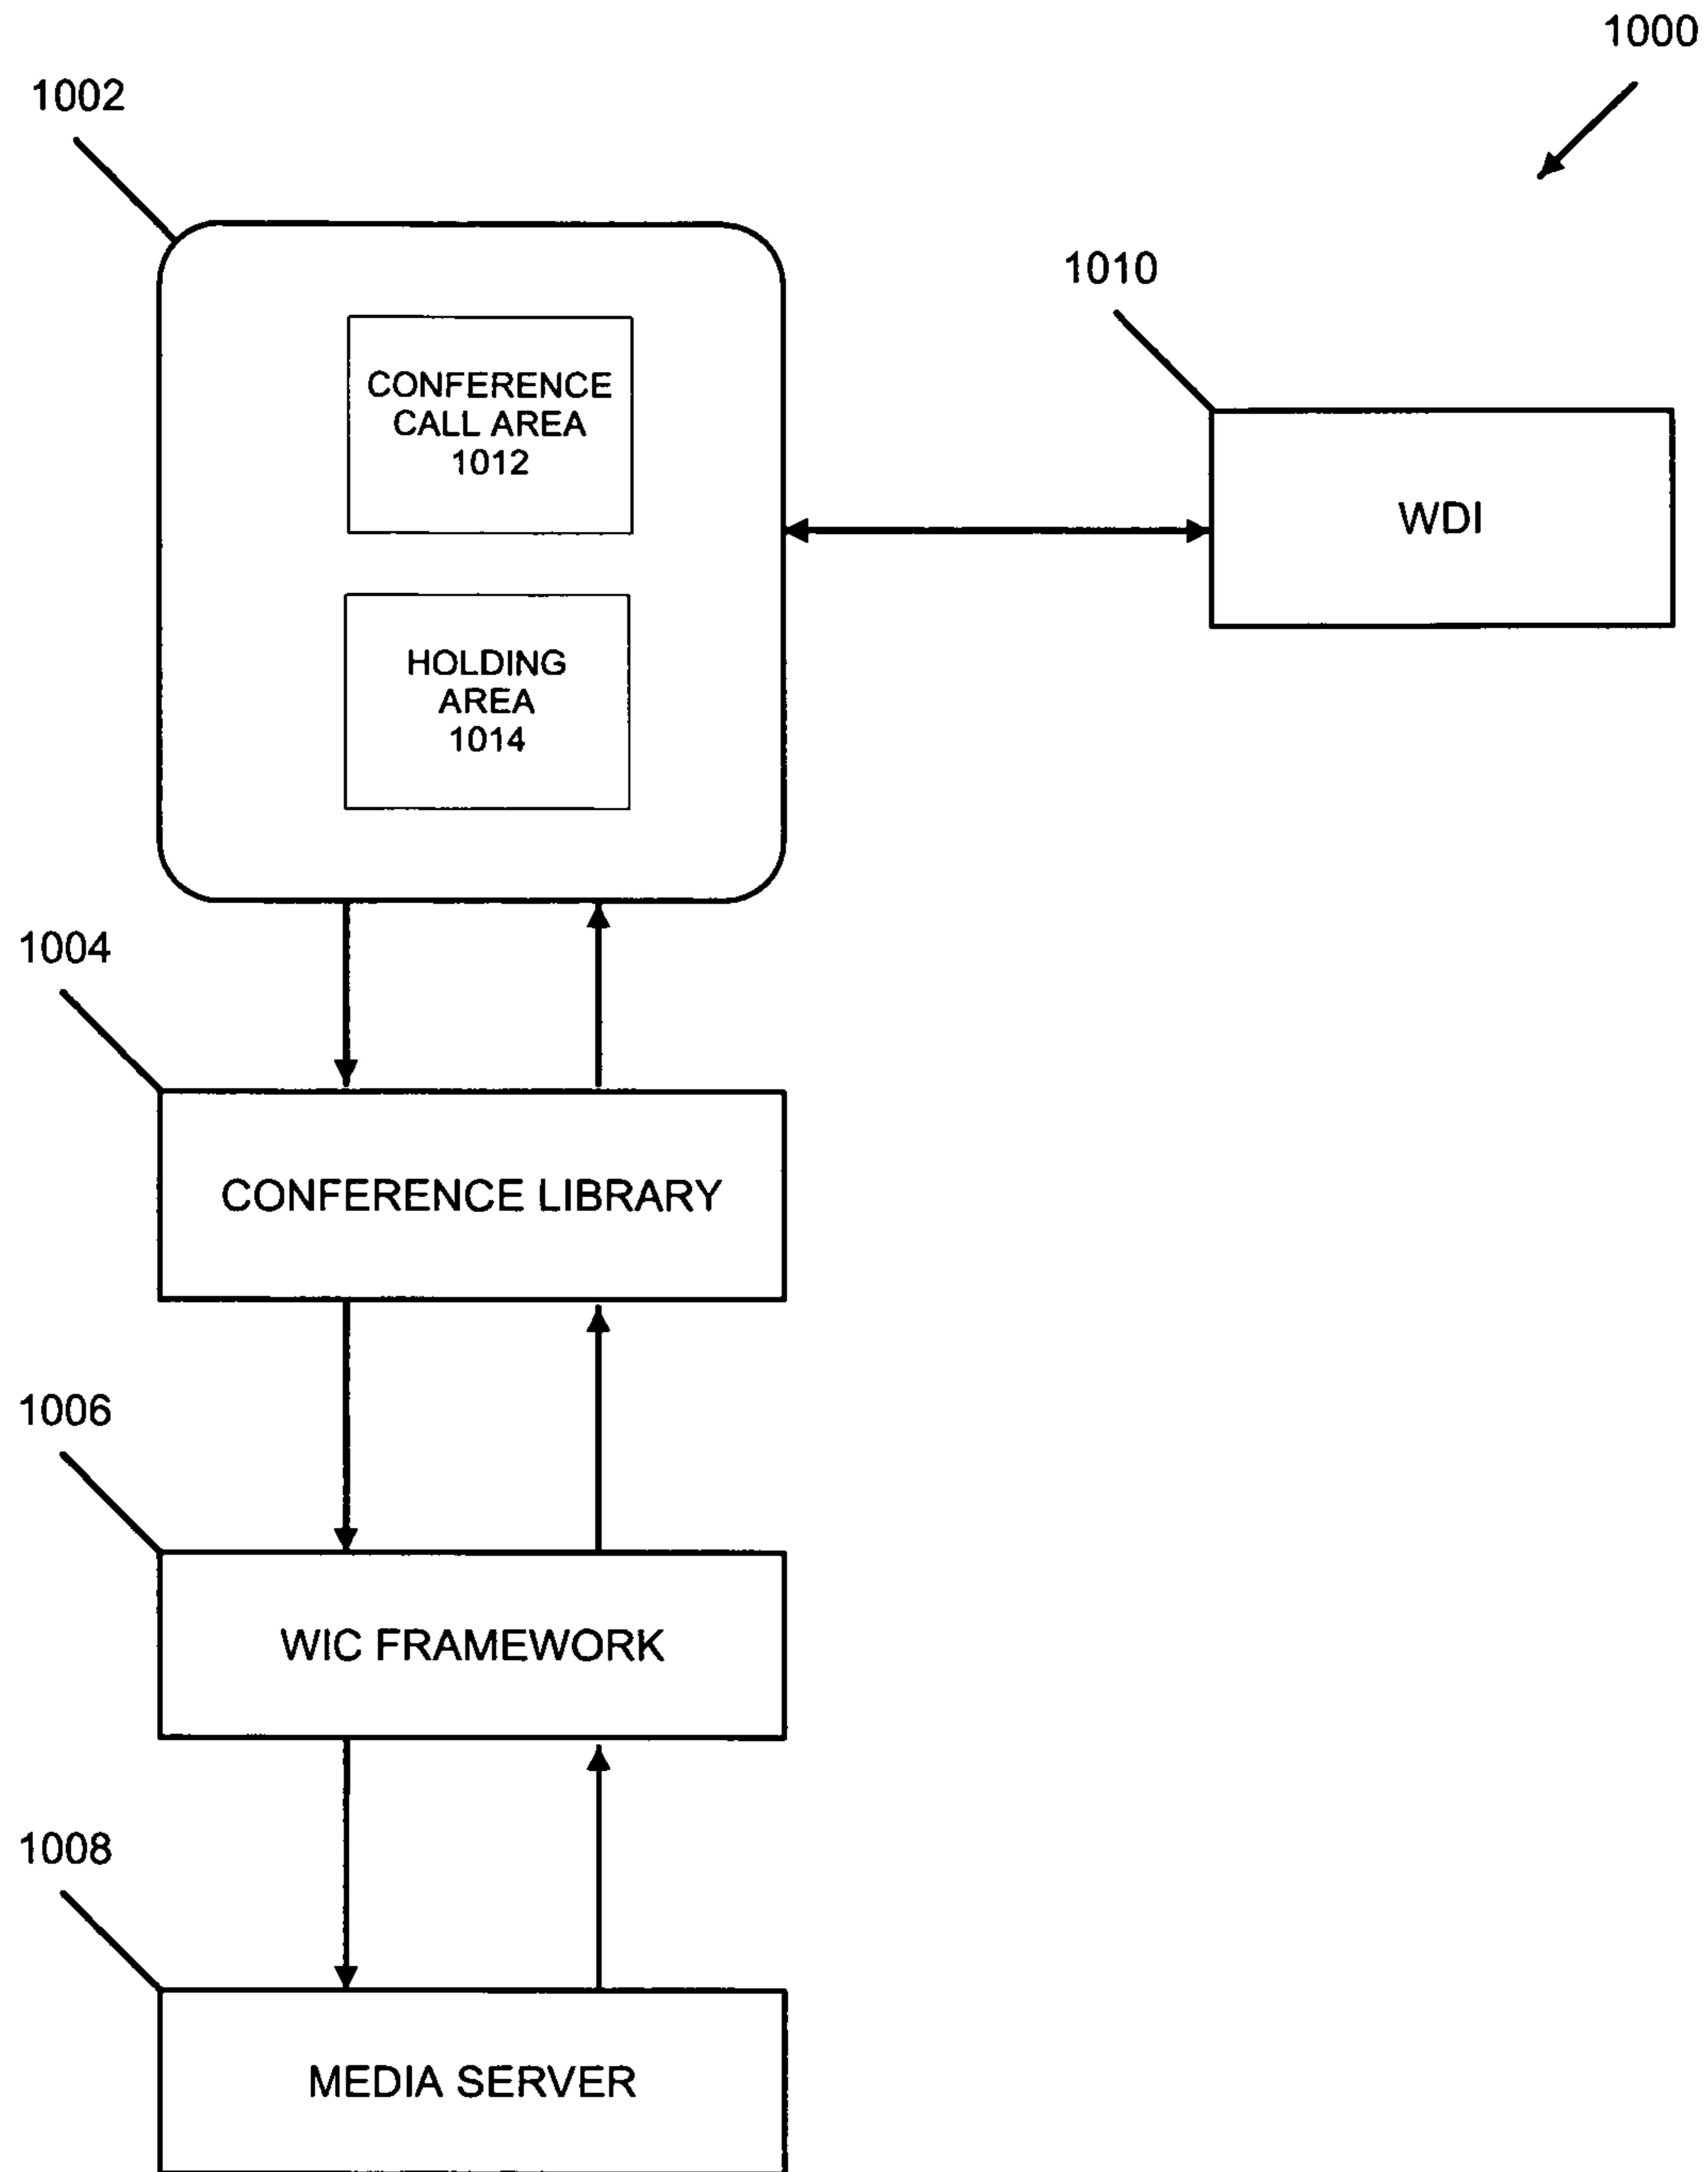 1000
1002
1010
CONFERENCE
CALL AREA
1012
WDI
HOLDING
AREA
1014
1004
CONFERENCE LIBRARY
1006
WIC FRAMEWORK
1008
MEDIA SERVER